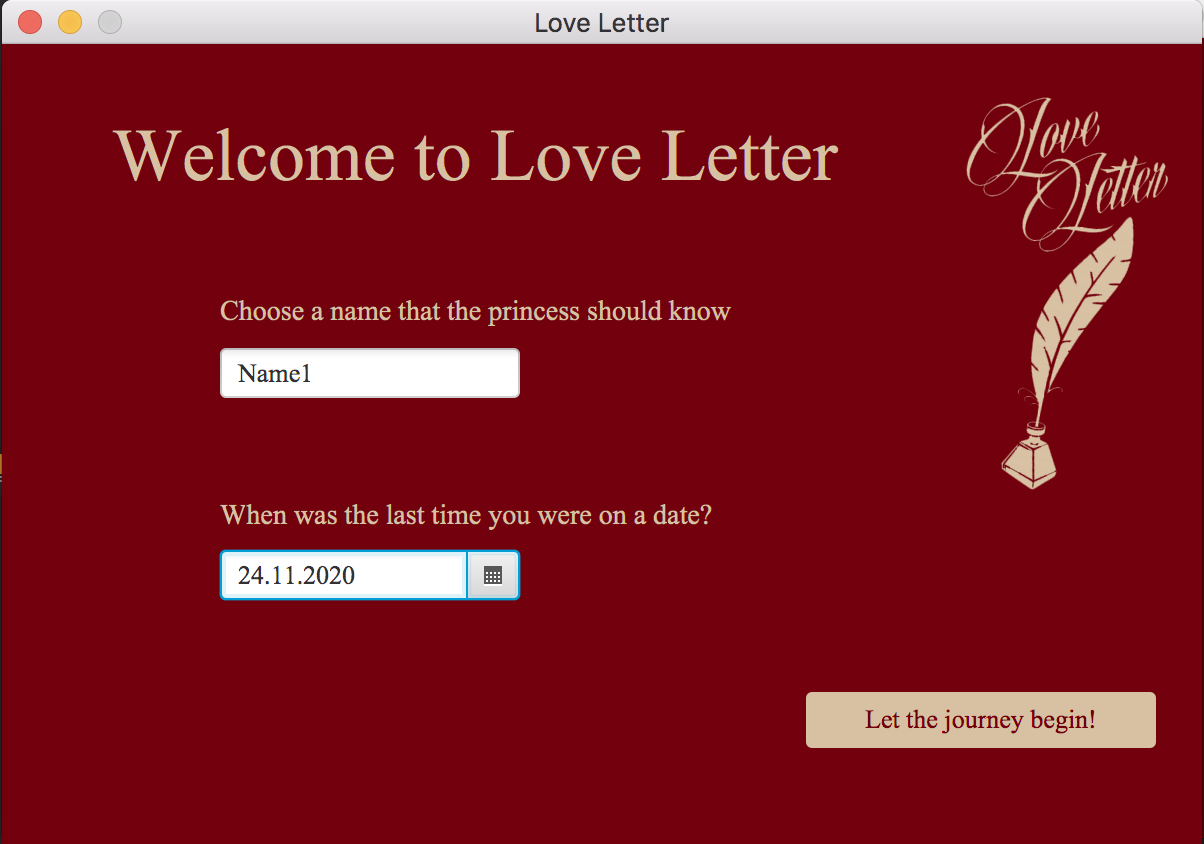 Love Letter
Welcome to Love Letter
Love
Letter
Choose a name that the princess should know
Name1
When was the last time you were on a date?
24.11.2020
Let the journey begin!